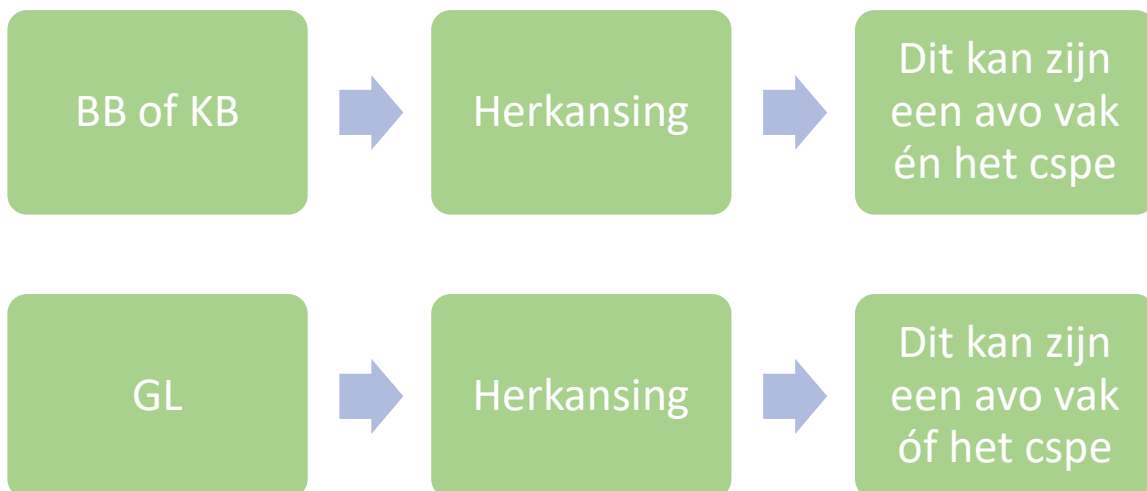 BB of KB
Herkansing
Dit kan zijn
een avo vak
én het cspe
GL
Herkansing
Dit kan zijn
een avo vak
óf het cspe